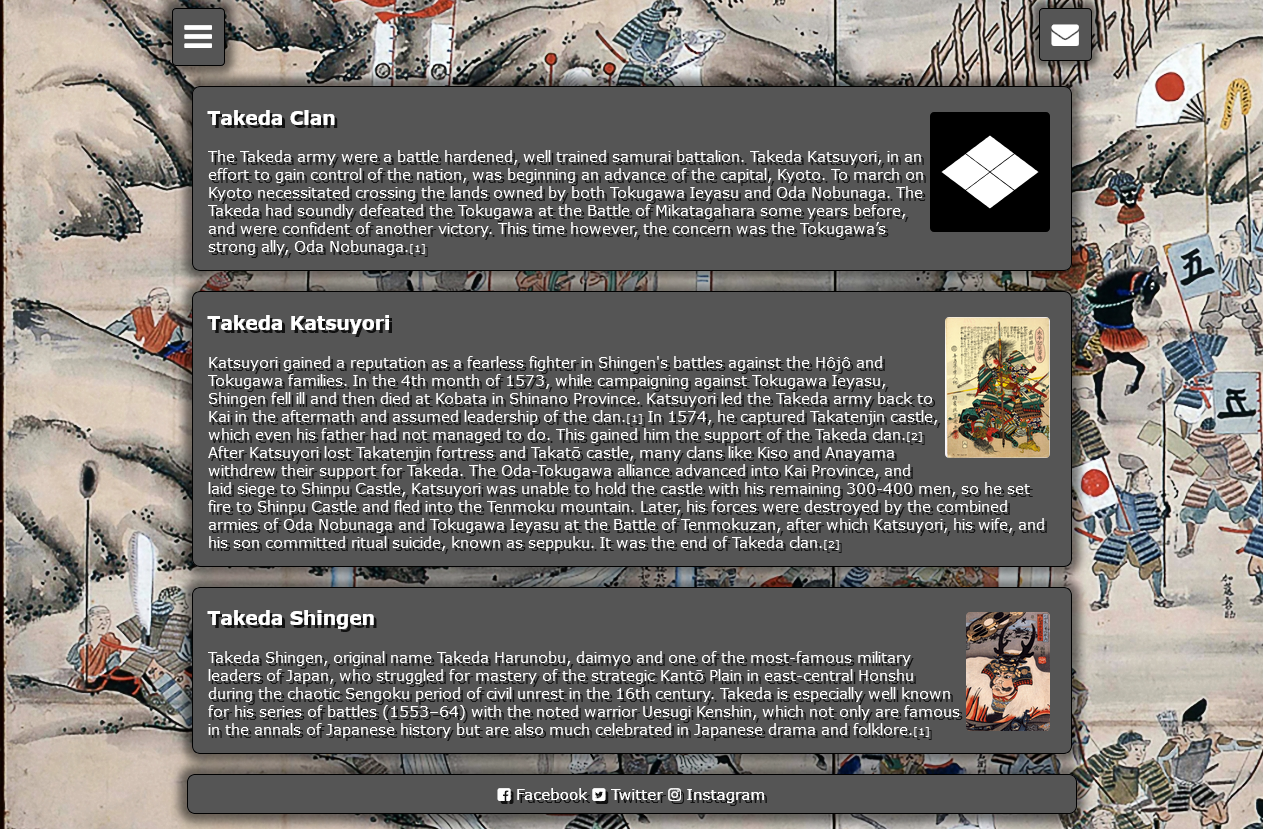 Takeda Clan
The Takeda army were a battle hardened, well trained samurai battalion. Takeda Katsuyori, in an
effort to gain control of the nation, was beginning an advance of the capital, Kyoto. To march on
Kyoto necessitated crossing the lands owned by both Tokugawa Ieyasu and Oda Nobunaga. The
Takeda had soundly defeated the Tokugawa at the Battle of Mikatagahara some years before,
and were confident of another victory. This time however, the concern was the Tokugawa’s
strong ally, Oda Nobunaga.[1]
五
Takeda Katsuyori
Katsuyori gained a reputation as a fearless fighter in Shingen's battles against the Hôjô and
Tokugawa families. In the 4th month of 1573, while campaigning against Tokugawa Ieyasu,
Shingen fell ill and then died at Kobata in Shinano Province. Katsuyori led the Takeda army back to
Kai in the aftermath and assumed leadership of the clan.[1] In 1574, he captured Takatenjin castle,
which even his father had not managed to do. This gained him the support of the Takeda clan.[2]
After Katsuyori lost Takatenjin fortress and Takatō castle, many clans like Kiso and Anayama
withdrew their support for Takeda. The Oda-Tokugawa alliance advanced into Kai Province, and
laid siege to Shinpu Castle, Katsuyori was unable to hold the castle with his remaining 300-400 men, so he set
fire to Shinpu Castle and fled into the Tenmoku mountain. Later, his forces were destroyed by the combined
armies of Oda Nobunaga and Tokugawa Ieyasu at the Battle of Tenmokuzan, after which Katsuyori, his wife, and
his son committed ritual suicide, known as seppuku. It was the end of Takeda clan.[2]
五
Takeda Shingen
Takeda Shingen, original name Takeda Harunobu, daimyo and one of the most-famous military
leaders of Japan, who struggled for mastery of the strategic Kantō Plain in east-central Honshu
during the chaotic Sengoku period of civil unrest in the 16th century. Takeda is especially well known
for his series of battles (1553–64) with the noted warrior Uesugi Kenshin, which not only are famous
in the annals of Japanese history but are also much celebrated in Japanese drama and folklore.[1]
Facebook Twitter Instagram